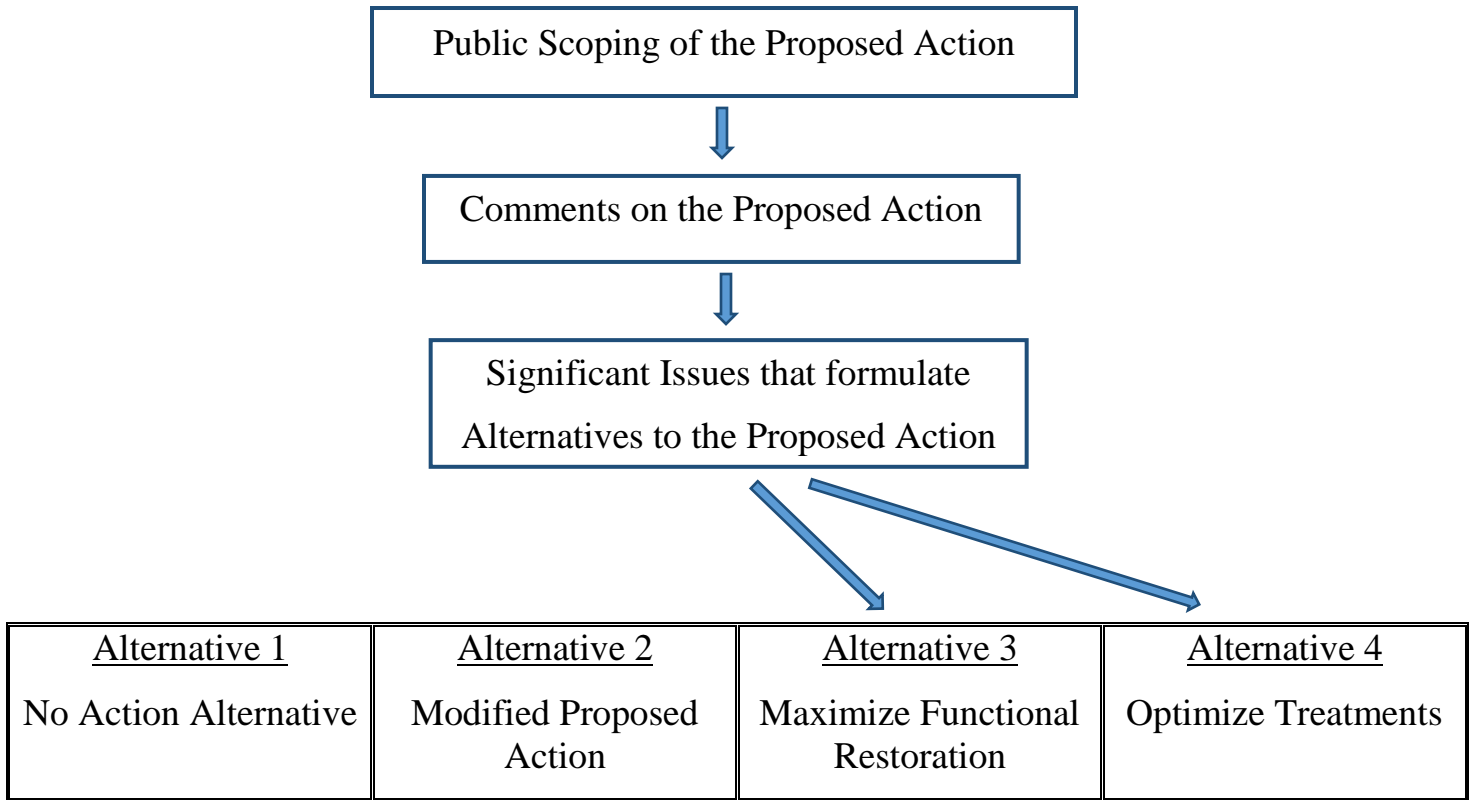 Public Scoping of the Proposed Action
Comments on the Proposed Action
Significant Issues that formulate
Alternatives to the Proposed Action
Alternative 1
No Action Alternative
Alternative 2
Modified Proposed
Action
Alternative 3
Maximize Functional
Restoration
Alternative 4
Optimize Treatments